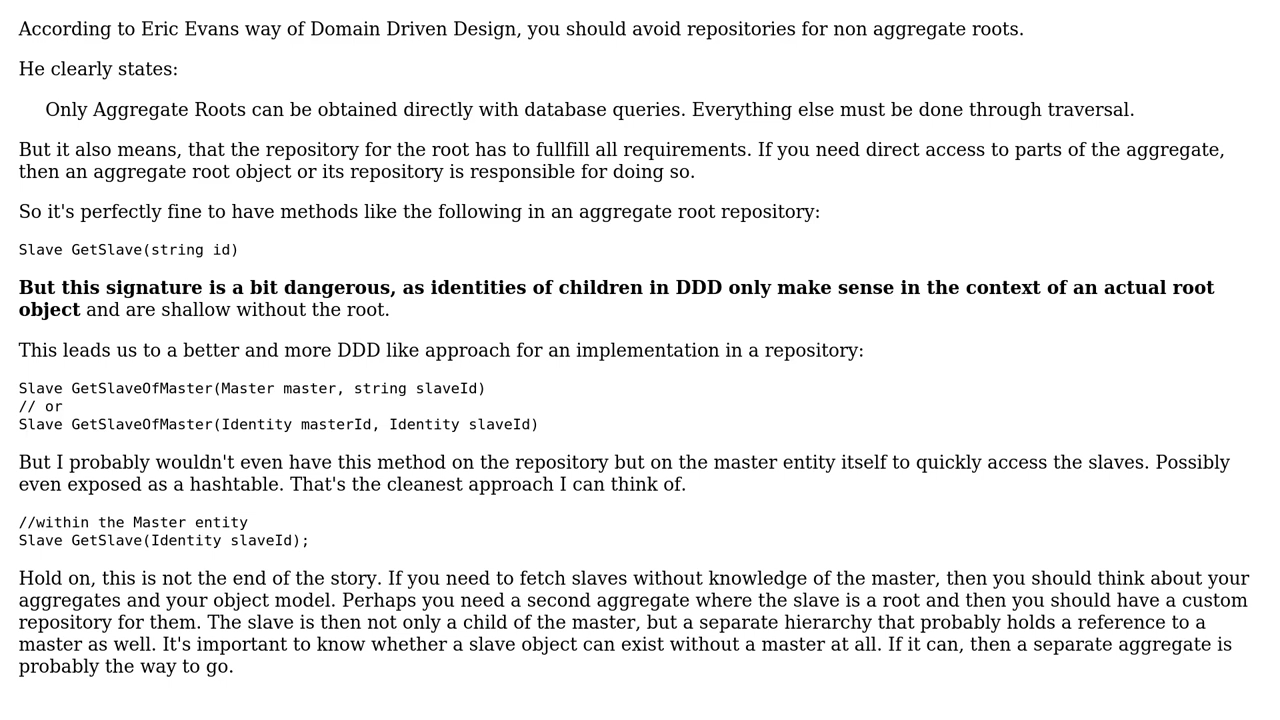 According to Eric Evans way of Domain Driven Design, you should avoid repositories for non aggregate roots.
He clearly states:
Only Aggregate Roots can be obtained directly with database queries. Everything else must be done through traversal.
But it also means, that the repository for the root has to fullfill all requirements. If you need direct access to parts of the aggregate,
then an aggregate root object or its repository is responsible for doing so.
So it's perfectly fine to have methods like the following in an aggregate root repository:
Slave GetSlave(string id)
But this signature is a bit dangerous, as identities of children in DDD only make sense in the context of an actual root
object and are shallow without the root.
This leads us to a better and more DDD like approach for an implementation in a repository:
Slave GetSlaveOfMaster(Master master, string slaveId)
// or
Slave GetSlaveOfMaster(Identity masterId, Identity slaveId)
But I probably wouldn't even have this method on the repository but on the master entity itself to quickly access the slaves. Possibly
even exposed as a hashtable. That's the cleanest approach I can think of.
//within the Master entity
Slave GetSlave(Identity slaveId);
Hold on, this is not the end of the story. If you need to fetch slaves without knowledge of the master, then you should think about your
aggregates and your object model. Perhaps you need a second aggregate where the slave is a root and then you should have a custom
repository for them. The slave is then not only a child of the master, but a separate hierarchy that probably holds a reference to a
master as well. It's important to know whether a slave object can exist without a master at all. If it can, then a separate aggregate is
probably the way to go.